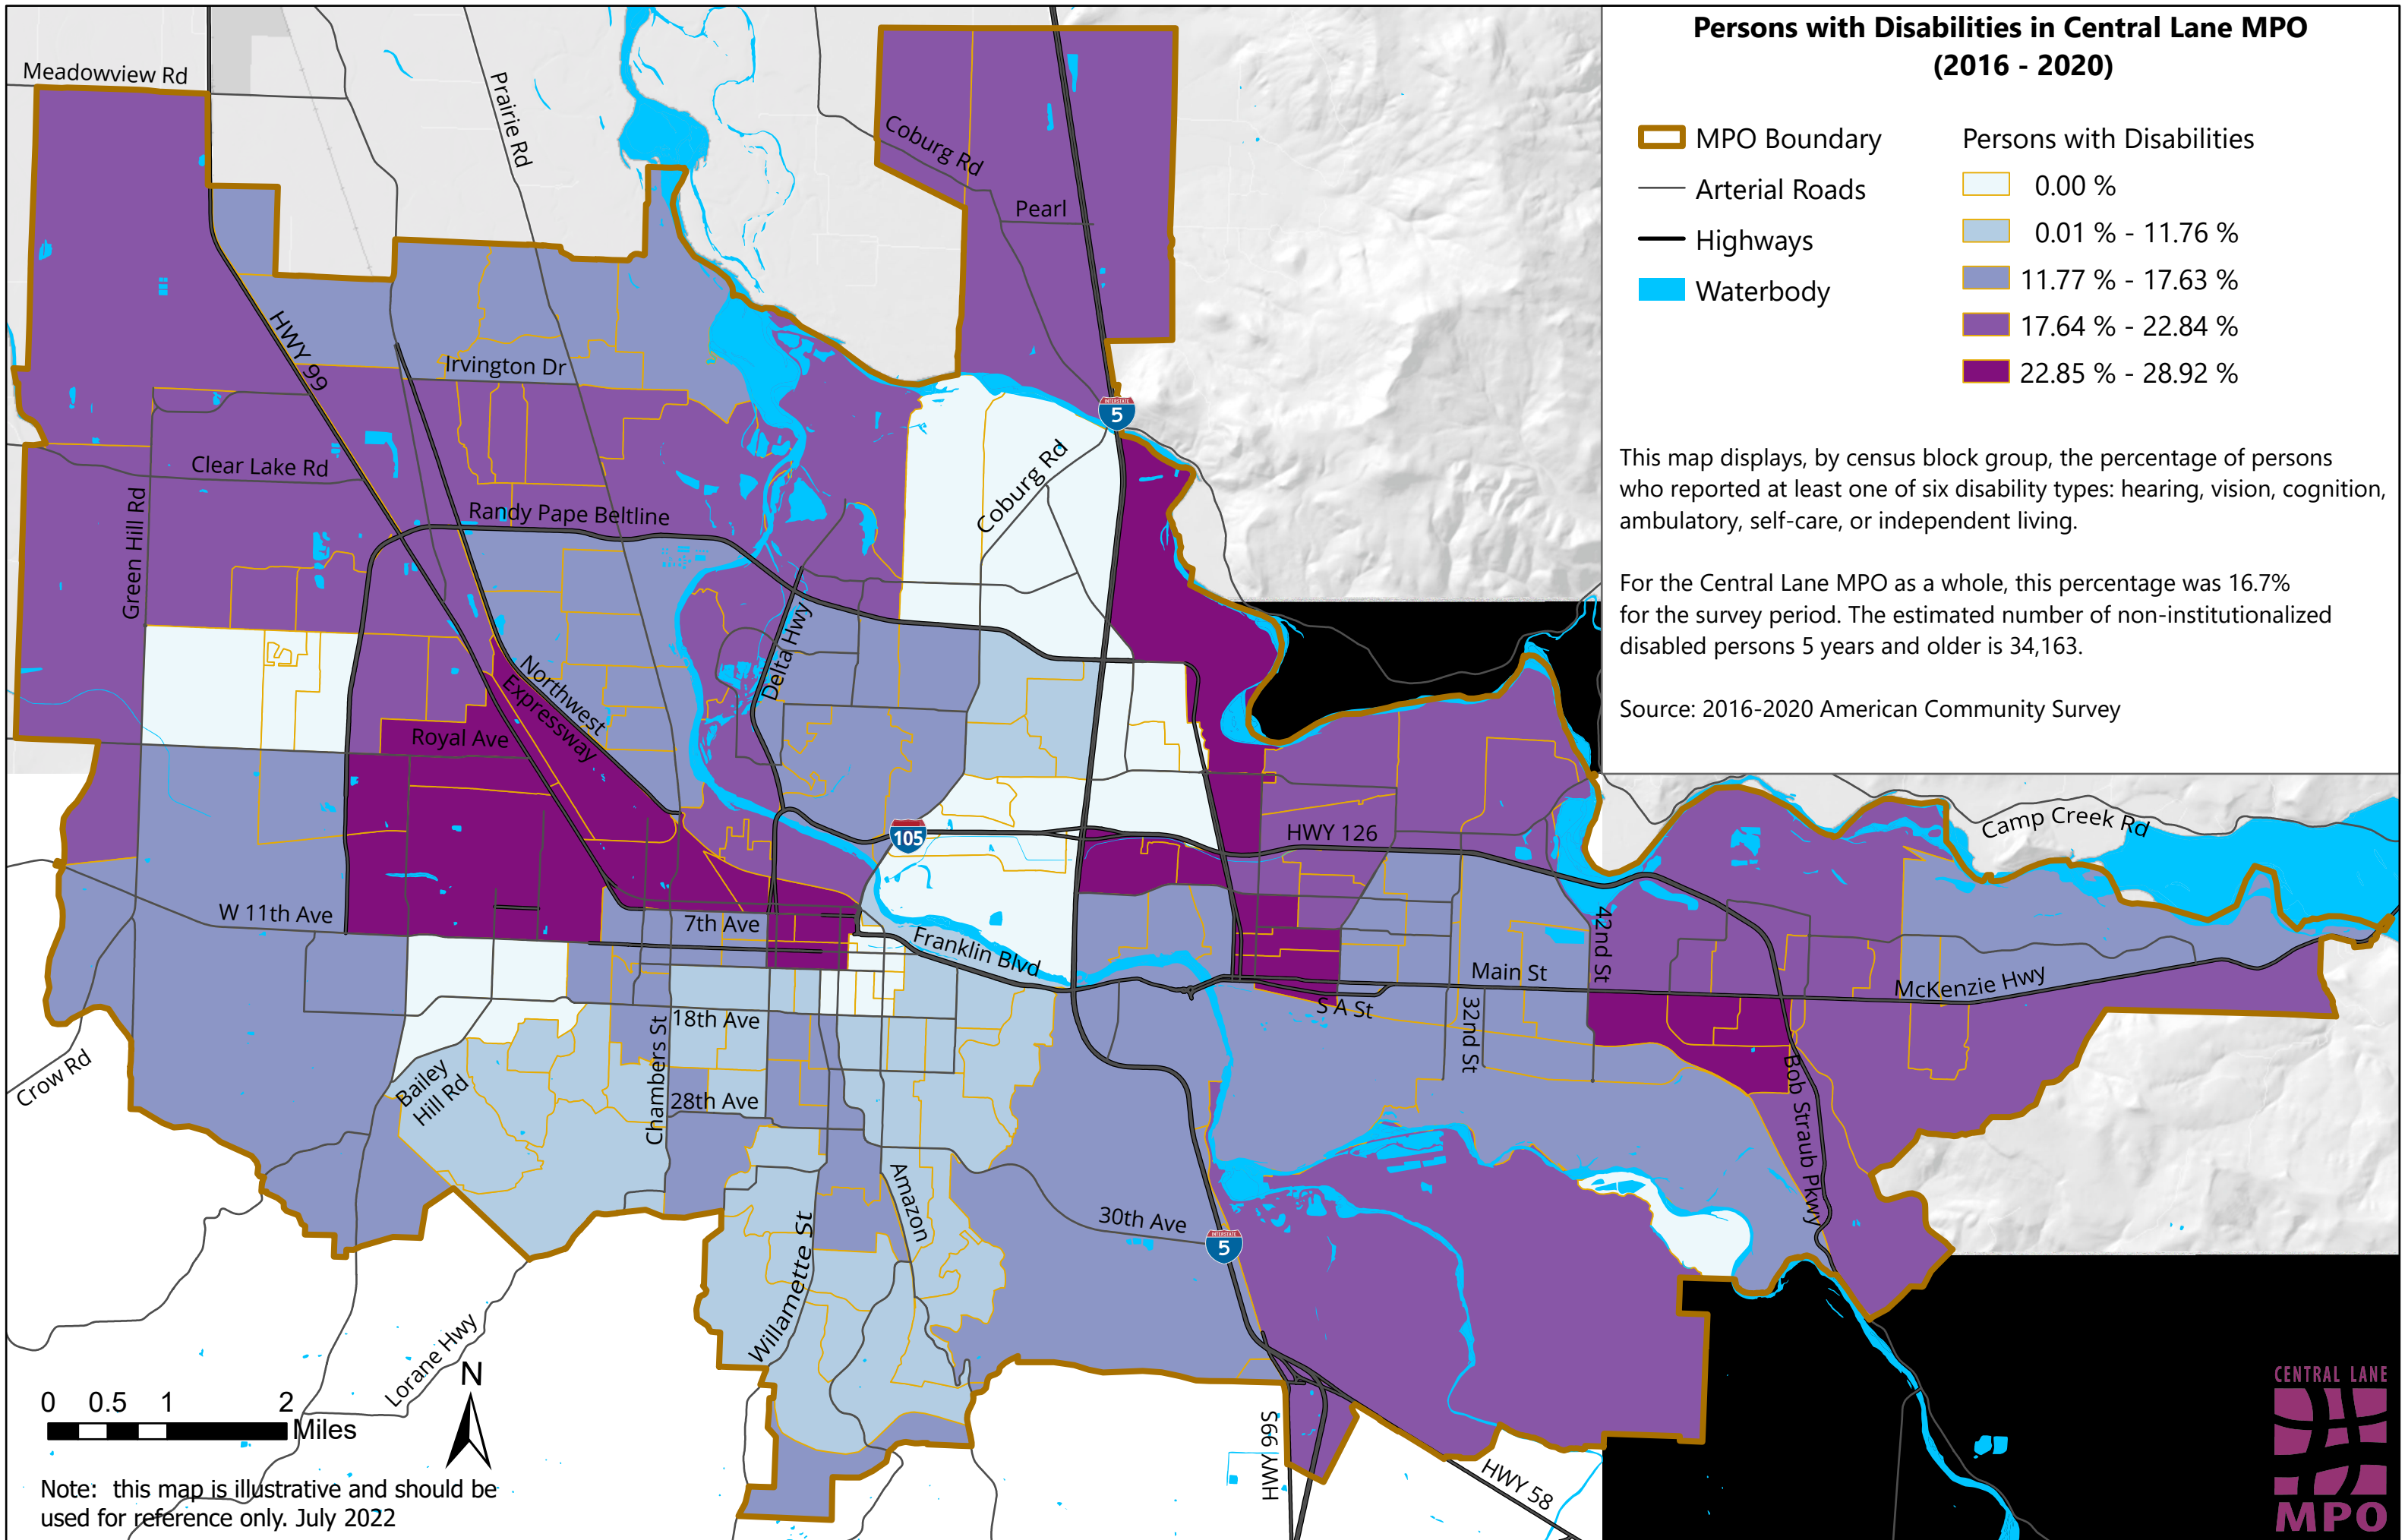 Persons with Disabilities in Central Lane MPO
(2016 - 2020)
MPO Boundary
Arterial Roads
Highways
Waterbody
Persons with Disabilities
0.00 %
0.01 % - 11.76 %
11.77 % - 17.63 %
17.64 % - 22.84 %
22.85 % - 28.92 %
This map displays, by census block group, the percentage of persons
who reported at least one of six disability types: hearing, vision, cognition,
ambulatory, self-care, or independent living.
For the Central Lane MPO as a whole, this percentage was 16.7%
for the survey period. The estimated number of non-institutionalized
disabled persons 5 years and older is 34,163.
Source: 2016-2020 American Community Survey
Meadowview Rd
Prairie Rd
Coburg Rd
Pearl
HWY 99
Irvington Dr
INTERSTATE
5
Clear Lake Rd
Coburg Rd
Green Hill Rd
Randy Pape Beltline
Delta Hwy
Northwest
Expressway
Royal Ave
105
HWY 126
Camp Creek Rd
W 11th Ave
7th Ave
Franklin Blvd
42nd St
Main St
McKenzie Hwy
S A St
32nd St
18th Ave
Chambers St
Crow Rd
Bailey
Hill Rd
28th Ave
Bob Straub Pkwy
Amazon
30th Ave
INTERSTATE
5
Willamette St
Lorane Hwy
HWY 99S
HWY 58
0 0.5 1 2
Miles
N
Note: this map is illustrative and should be
used for reference only. July 2022
CENTRAL LANE
MPO